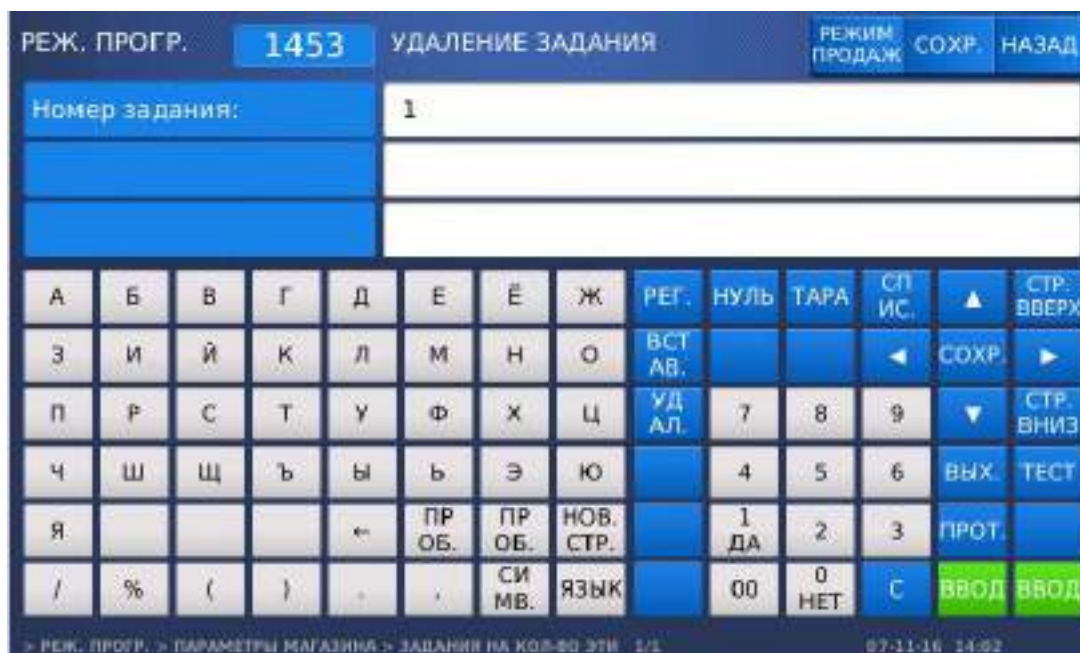 РЕЖ. ПРОГР. 1453 УДАЛЕНИЕ ЗАДАНИЯ РЕЖИМ ПРОДАЖ СОХР. НАЗАД
Номер задания: 1
А Б В Г Д Е Ё Ж РЕГ. НУЛЬ ТАРА СП ИС. ▲ СТР. ВВЕРХ
З И Й К Л М Н О ВСТ АВ. ◄ СОХР. ►
П Р С Т У Ф Х Ц УД АЛ. 7 8 9 ▼ СТР. ВНИЗ
Ч Ш Щ Ъ Ы Ь Э Ю 4 5 6 ВЫХ. ТЕСТ
Я ← ПР ОБ. ПР ОБ. НОВ. СТР. 1 ДА 2 3 ПРОТ.
/ % ( ) . , СИ МВ. ЯЗЫК 00 0 НЕТ С ВВОД ВВОД
> РЕЖ. ПРОГР. > ПАРАМЕТРЫ МАГАЗИНА > ЗАДАНИЯ НА КОЛ-ВО ЭТИ 1/1 07-11-16 14:02